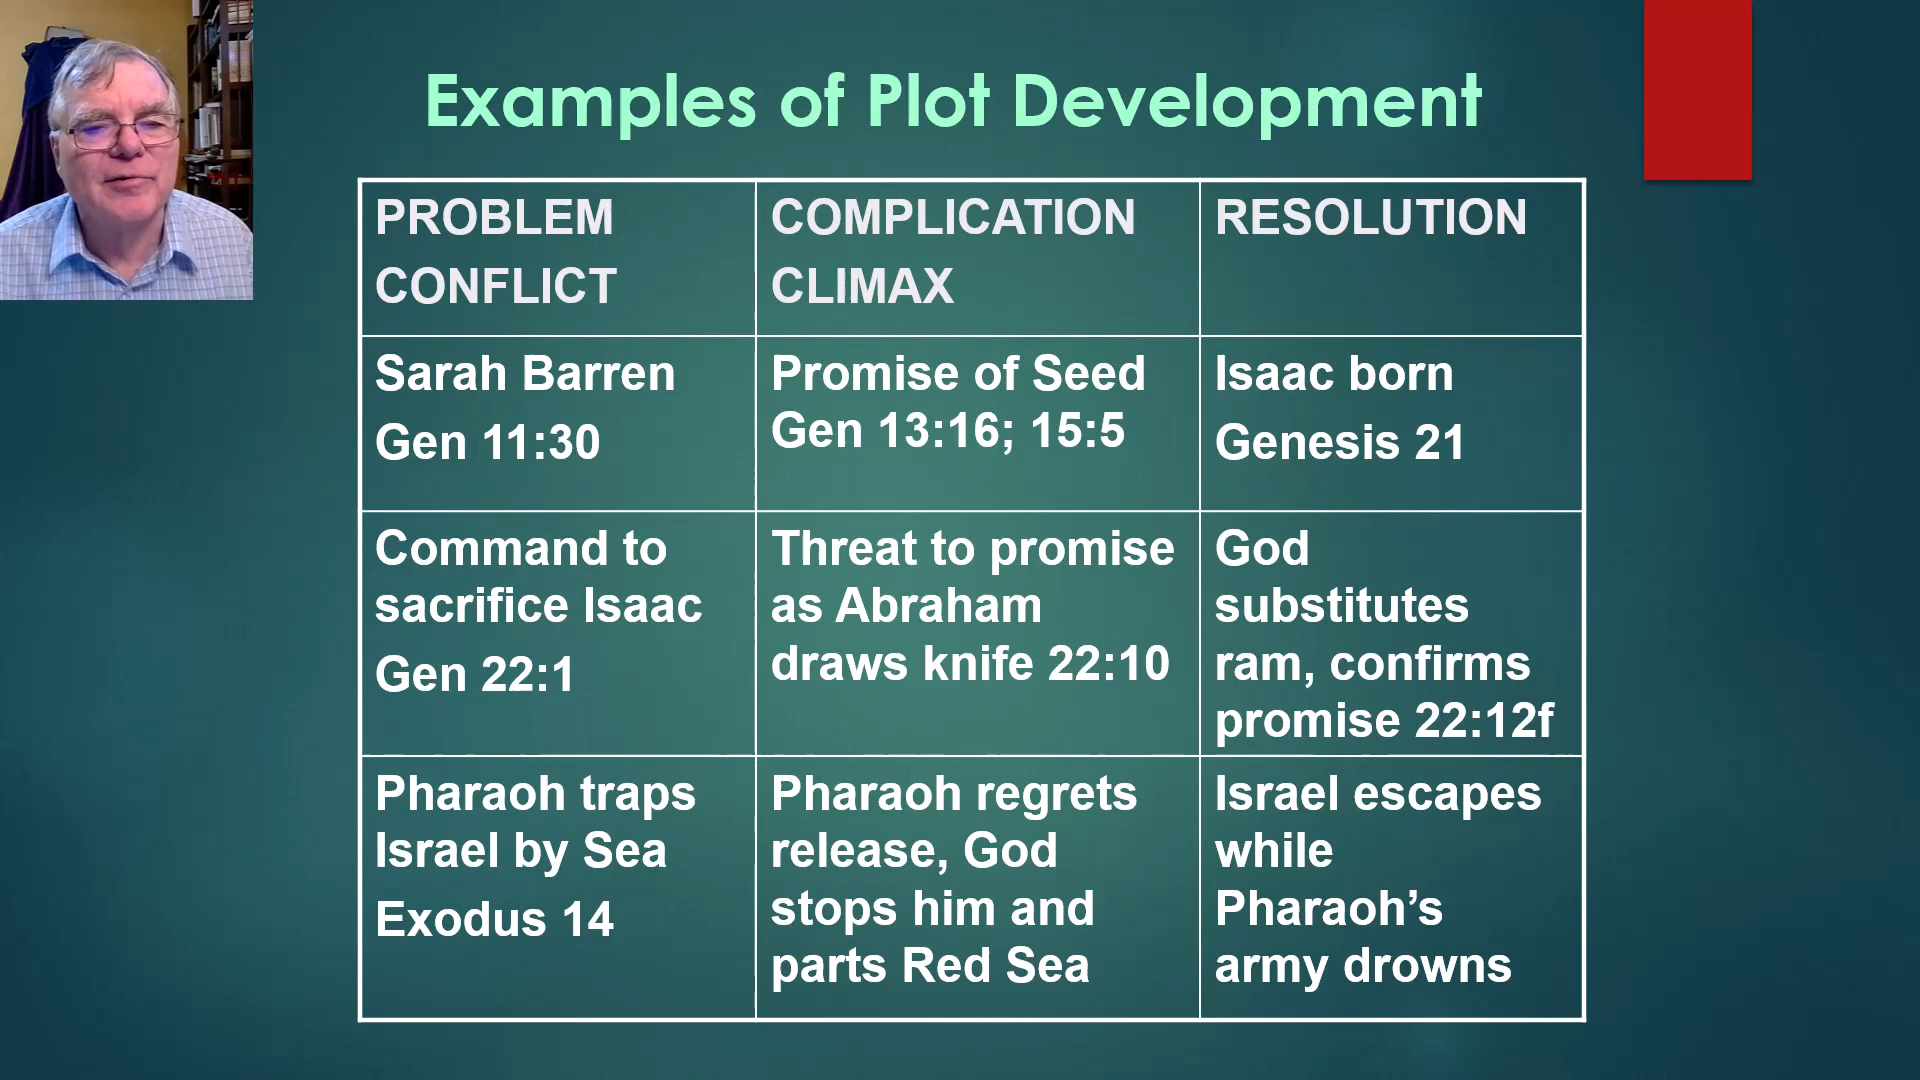 Examples of Plot Development
PROBLEM
CONFLICT
COMPLICATION
CLIMAX
RESOLUTION
Sarah Barren
Gen 11:30
Promise of Seed
Gen 13:16; 15:5
Isaac born
Genesis 21
Command to
sacrifice Isaac
Gen 22:1
Threat to promise
as Abraham
draws knife 22:10
God
substitutes
ram, confirms
promise 22:12f
Pharaoh traps
Israel by Sea
Exodus 14
Pharaoh regrets
release, God
stops him and
parts Red Sea
Israel escapes
while
Pharaoh’s
army drowns